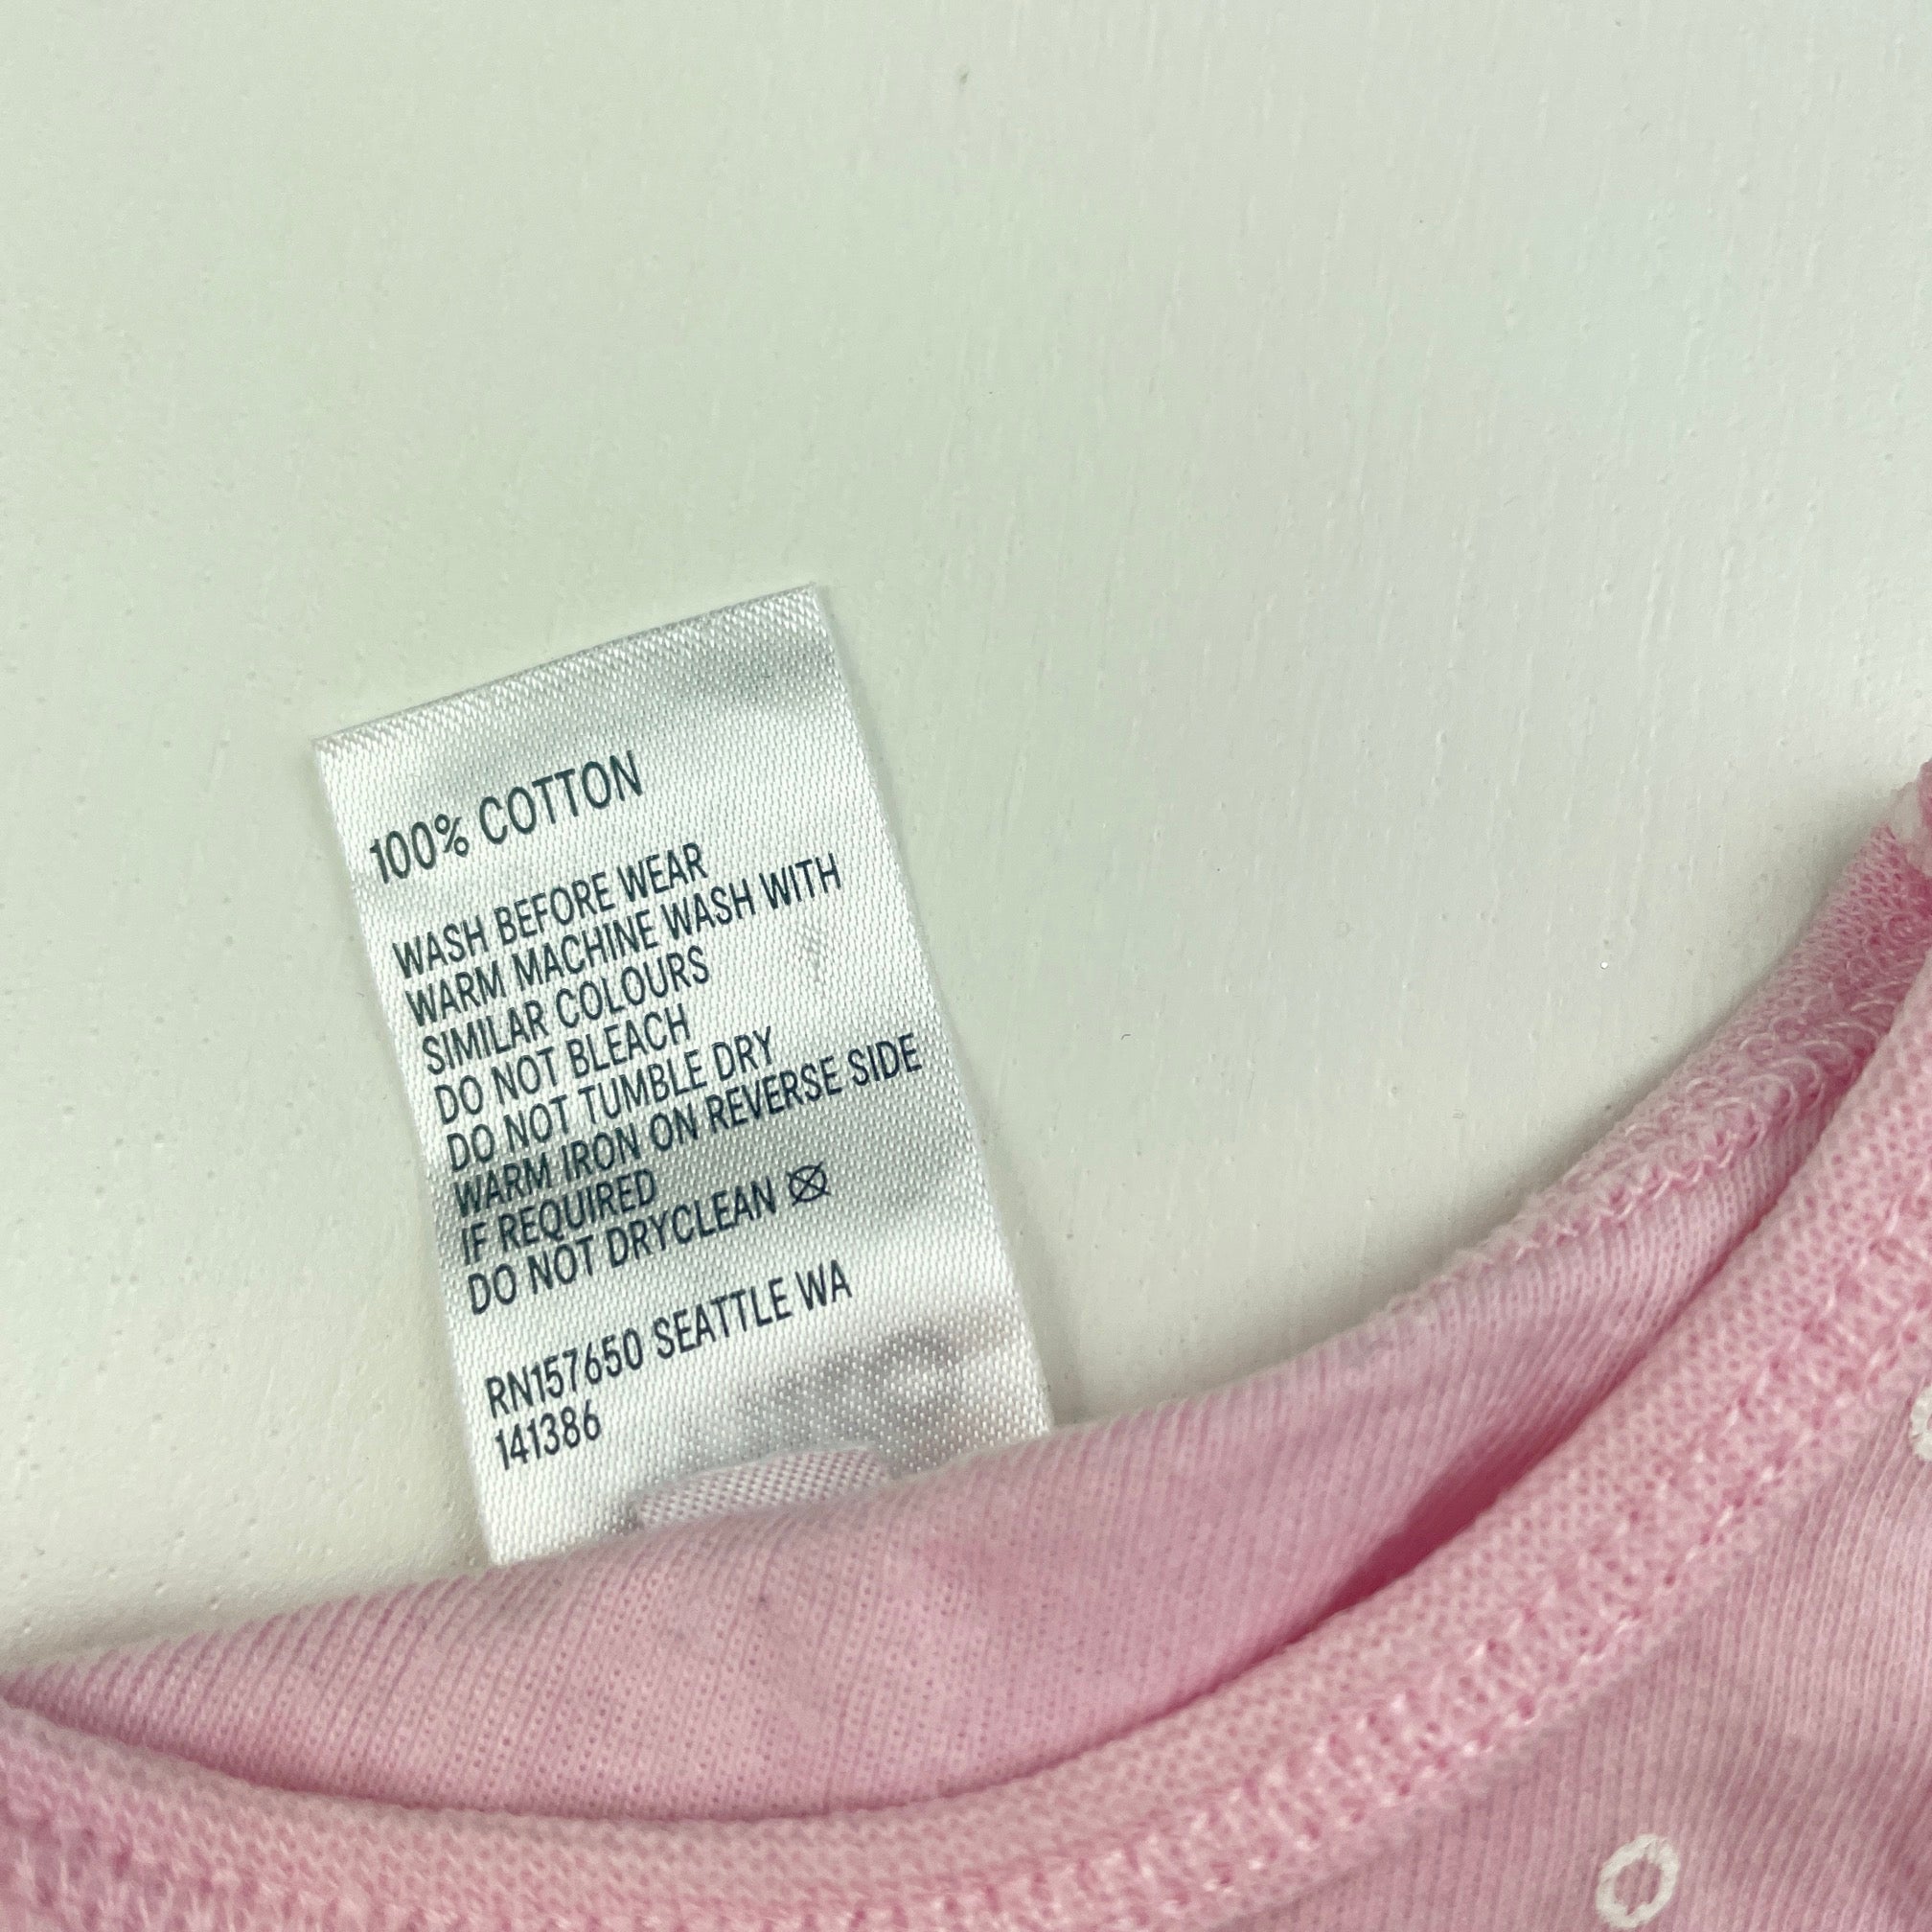 100% COTTON
WASH BEFORE WEAR
WARM MACHINE WASH WITH
SIMILAR COLOURS
DO NOT BLEACH
DO NOT TUMBLE DRY
WARM IRON ON REVERSE SIDE
IF REQUIRED
DO NOT DRYCLEAN
RN157650 SEATTLE WA
141386